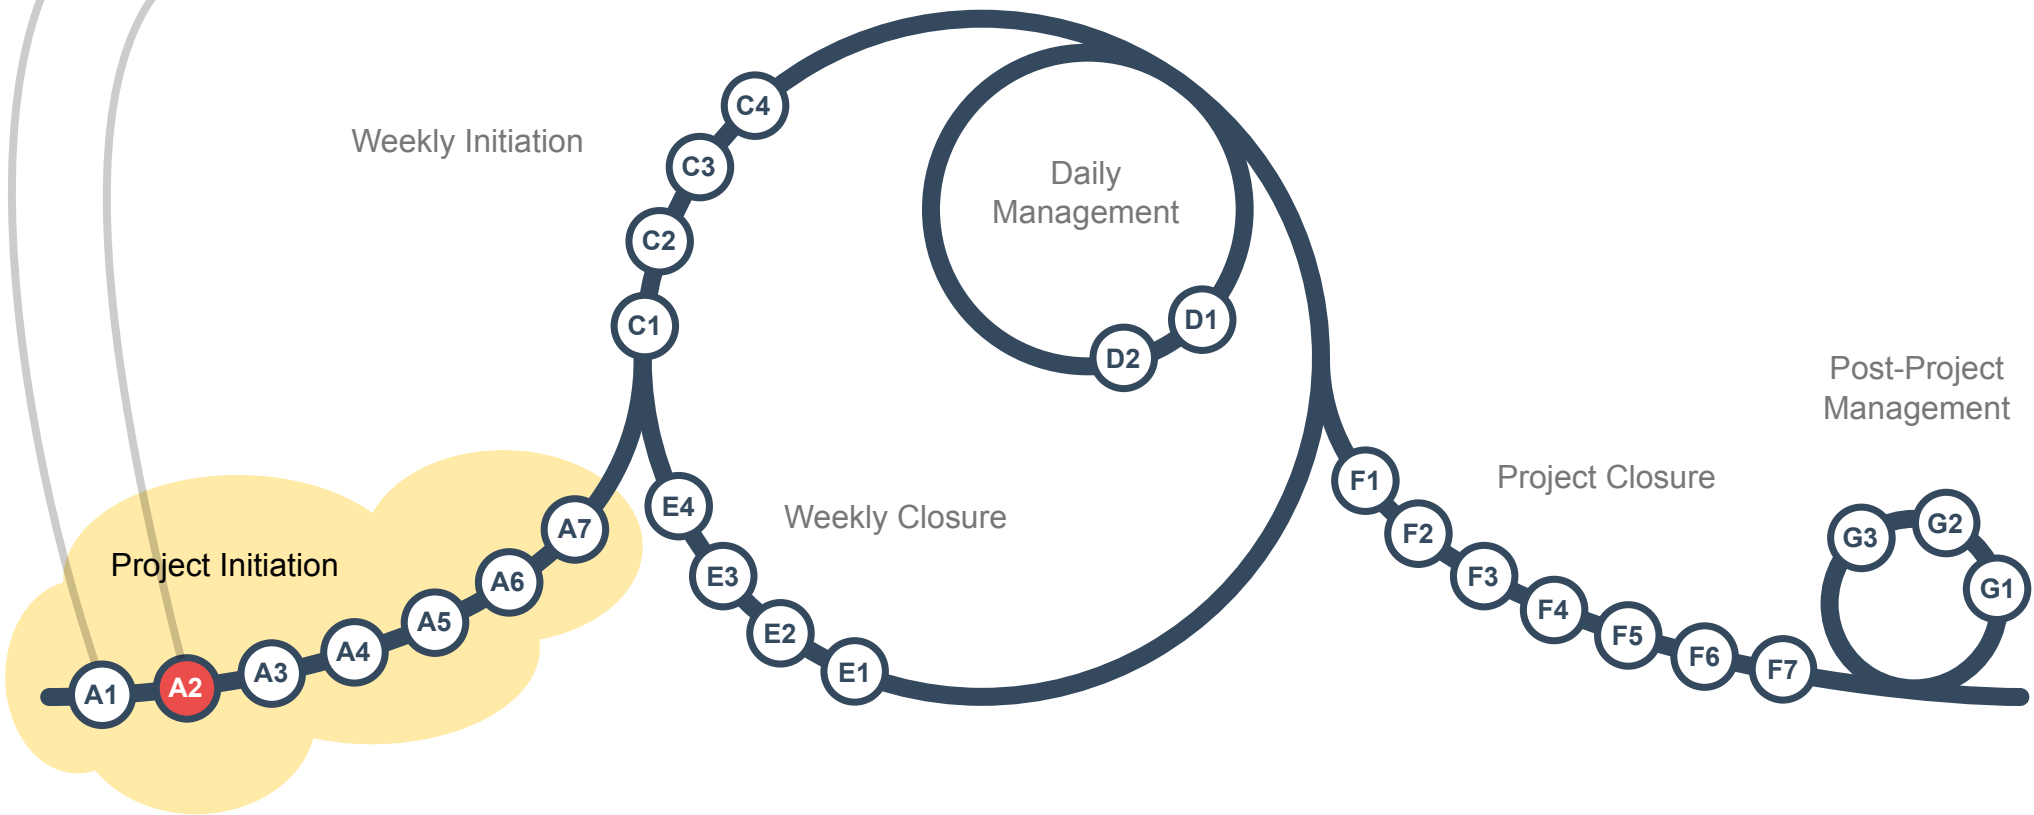 Weekly Initiation
C4
C3
C2
C1
Daily
Management
D1
D2
Project Initiation
A1
A2
A3
A4
A5
A6
A7
Weekly Closure
E4
E3
E2
E1
Project Closure
F1
F2
F3
F4
F5
F6
F7
Post-Project
Management
G3
G2
G1